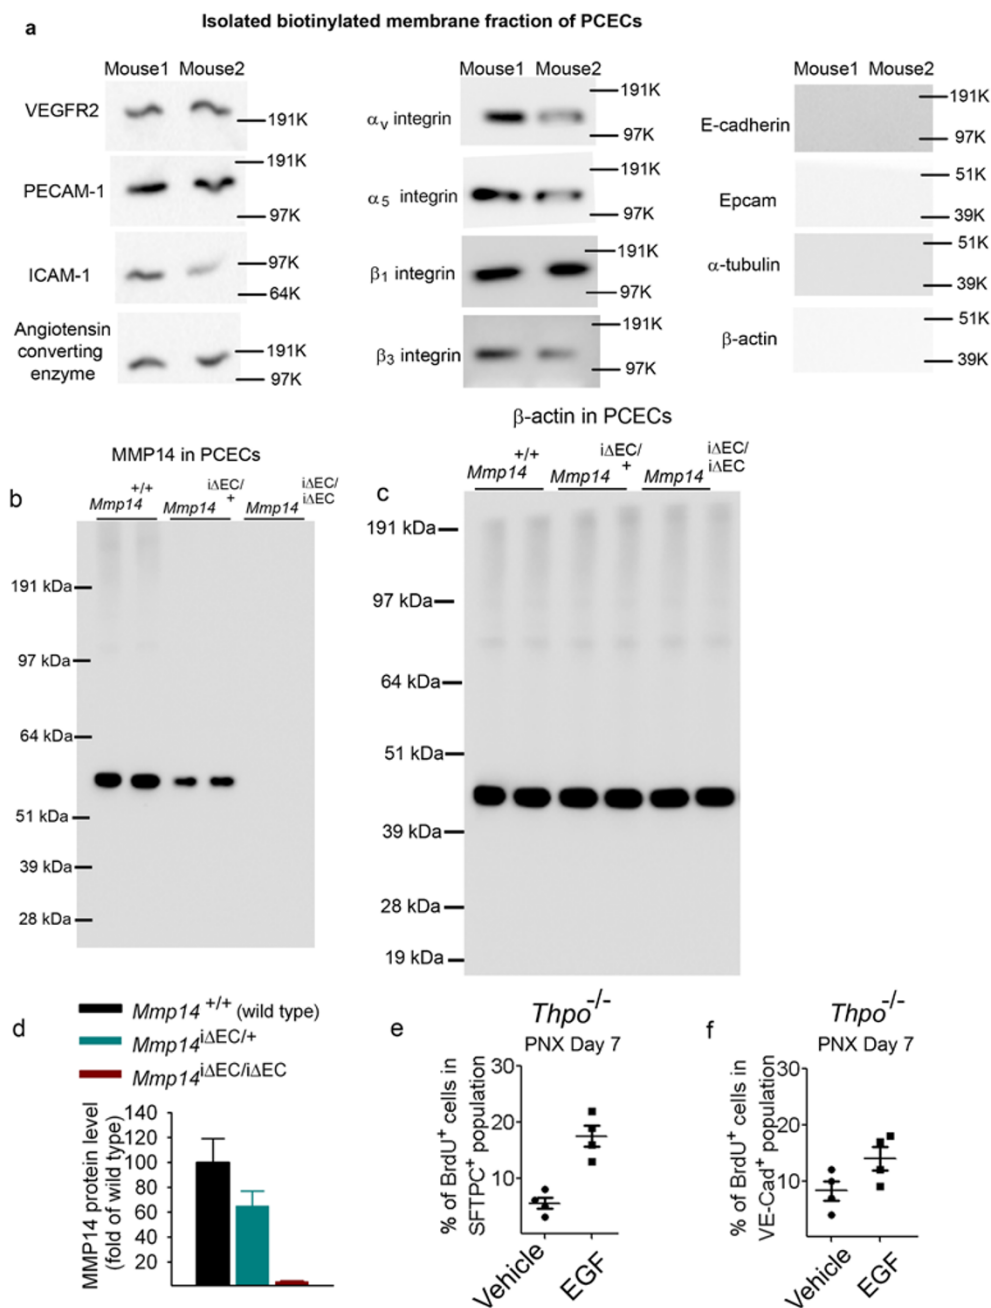 a
Isolated biotinylated membrane fraction of PCECs
Mouse1 Mouse2
VEGFR2
191K
PECAM-1
191K
97K
ICAM-1
97K
64K
Angiotensin
converting
enzyme
191K
97K
Mouse1 Mouse2
αv integrin
191K
97K
α5 integrin
191K
97K
β1 integrin
191K
97K
β3 integrin
191K
97K
Mouse1 Mouse2
E-cadherin
191K
97K
Epcam
51K
39K
α-tubulin
51K
39K
β-actin
51K
39K
b
MMP14 in PCECs
Mmp14 +/+
Mmp14 iΔEC/+
Mmp14 iΔEC/iΔEC
191 kDa
97 kDa
64 kDa
51 kDa
39 kDa
28 kDa
c
β-actin in PCECs
Mmp14 +/+
Mmp14 iΔEC/+
Mmp14 iΔEC/iΔEC
191 kDa
97 kDa
64 kDa
51 kDa
39 kDa
28 kDa
19 kDa
d
Mmp14 +/+ (wild type)
Mmp14 iΔEC/+
Mmp14 iΔEC/iΔEC
MMP14 protein level
(fold of wild type)
140
120
100
80
60
40
20
e
Thpo-/-
PNX Day 7
% of BrdU+ cells in
SFTPC+ population
30
20
10
Vehicle
EGF
f
Thpo-/-
PNX Day 7
% of BrdU+ cells in
VE-Cad+ population
30
20
10
Vehicle
EGF